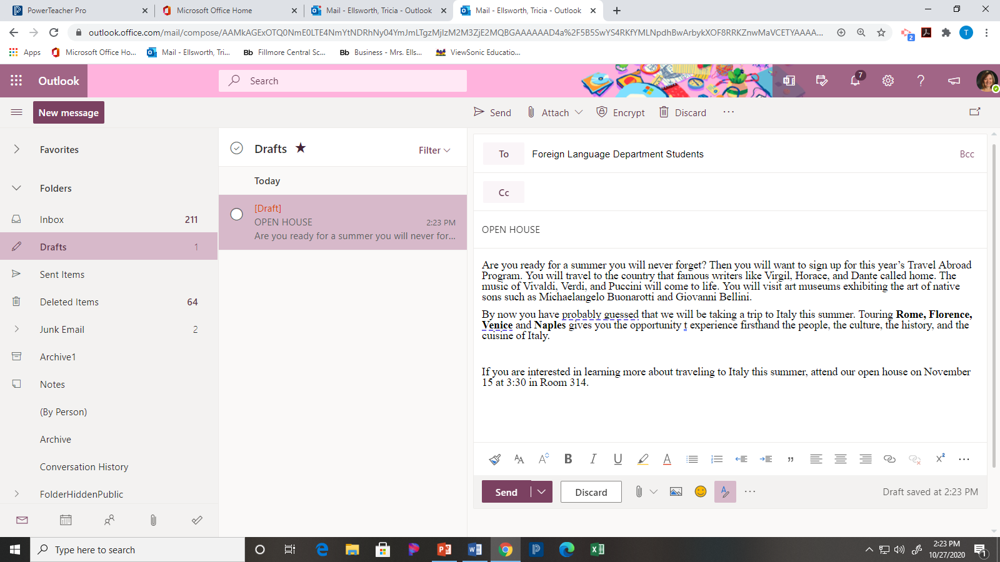 PowerTeacher Pro
Microsoft Office Home
Mail - Ellsworth, Tricia - Outlook
Mail - Ellsworth, Tricia - Outlook
outlook.office.com/mail/compose/AAMkAGExOTQ0NmE0LTE4NmYtNDRhNy04YmJmLTgzMjIzM2M3ZjE2MQBGAAAAAAD4a%2F5B5SwYS4RKfYMLNpdhBwArbykXOF8RRKZnwMaVCETYAAAA...
2
T
Apps
Microsoft Office Ho...
Mail - Ellsworth, Tri...
Bb Fillmore Central Sc...
Bb Business - Mrs. Ells...
ViewSonic Educatio...
Outlook
Search
7
New message
Send
Attach
Encrypt
Discard
Favorites
Folders
Inbox 211
Drafts 1
Sent Items
Deleted Items 64
Junk Email 2
Archive1
Notes
(By Person)
Archive
Conversation History
FolderHiddenPublic
Drafts
Filter
Today
[Draft]
OPEN HOUSE 2:23 PM
Are you ready for a summer you will never for...
To Foreign Language Department Students Bcc
Cc
OPEN HOUSE
Are you ready for a summer you will never forget? Then you will want to sign up for this year’s Travel Abroad
Program. You will travel to the country that famous writers like Virgil, Horace, and Dante called home. The
music of Vivaldi, Verdi, and Puccini will come to life. You will visit art museums exhibiting the art of native
sons such as Michaelangelo Buonarotti and Giovanni Bellini.
By now you have probably guessed that we will be taking a trip to Italy this summer. Touring Rome, Florence,
Venice and Naples gives you the opportunity t experience firsthand the people, the culture, the history, and the
cuisine of Italy.
If you are interested in learning more about traveling to Italy this summer, attend our open house on November
15 at 3:30 in Room 314.
Send
Discard
Draft saved at 2:23 PM
Type here to search
2:23 PM
10/27/2020
1